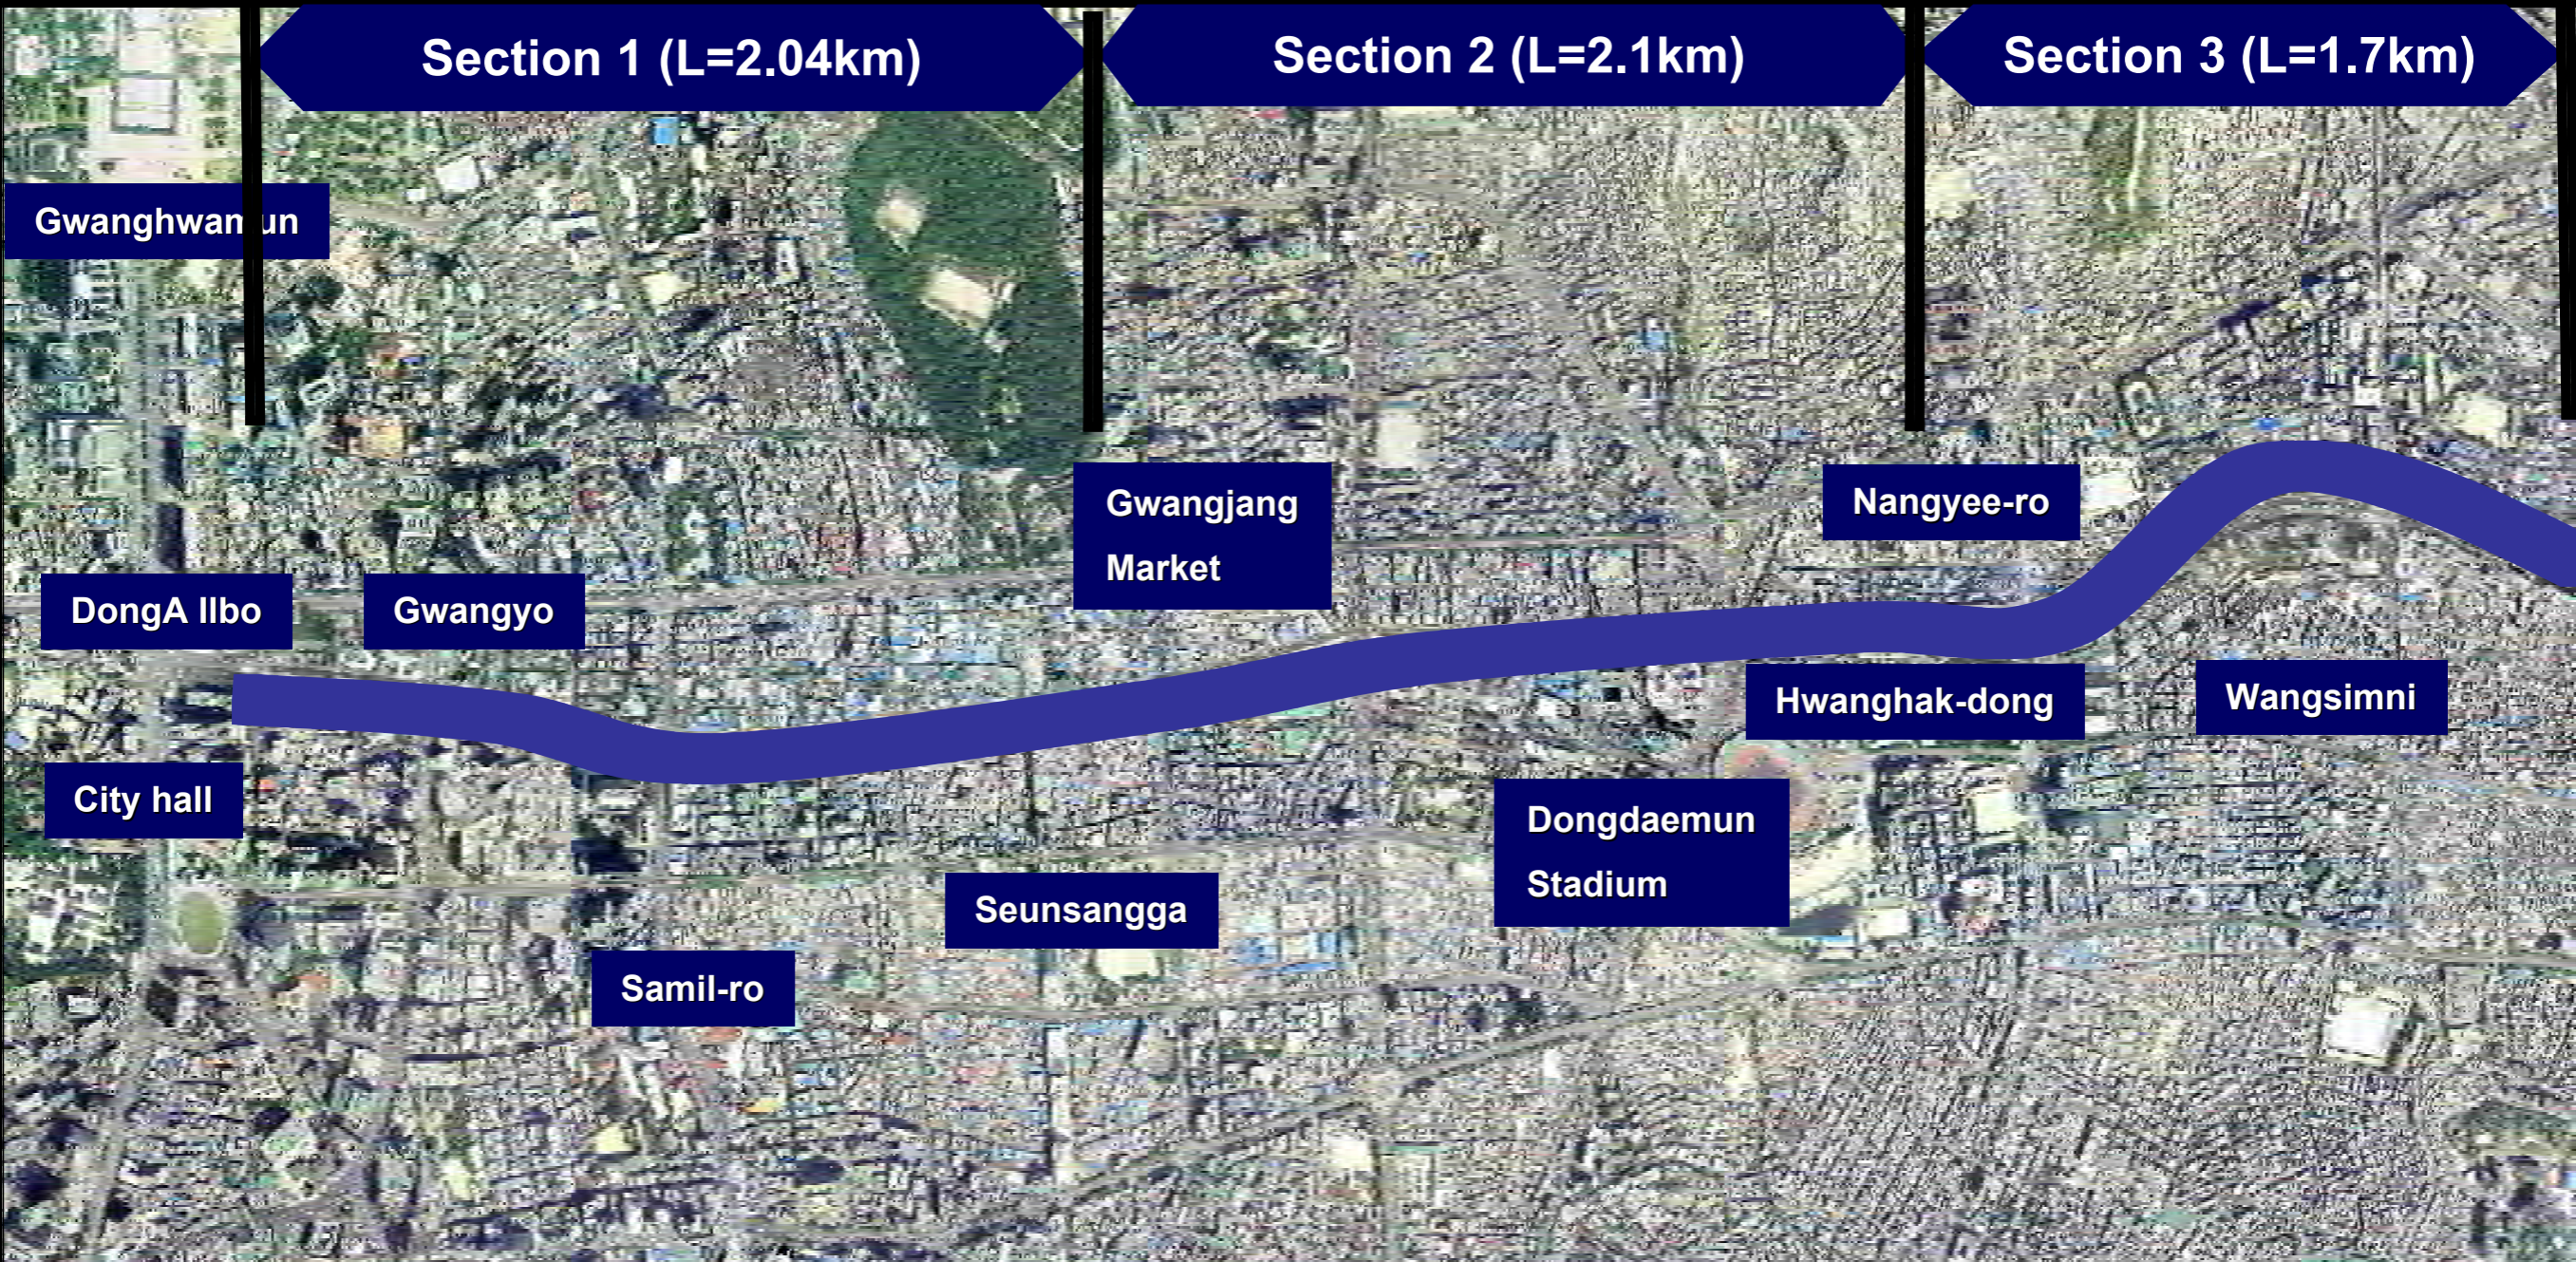 Section 1 (L=2.04km)
Section 2 (L=2.1km)
Section 3 (L=1.7km)
Gwanghwamun
Gwangjang
Market
Nangyee-ro
DongA Ilbo
Gwangyo
Hwanghak-dong
Wangsimni
City hall
Dongdaemun
Stadium
Seunsangga
Samil-ro